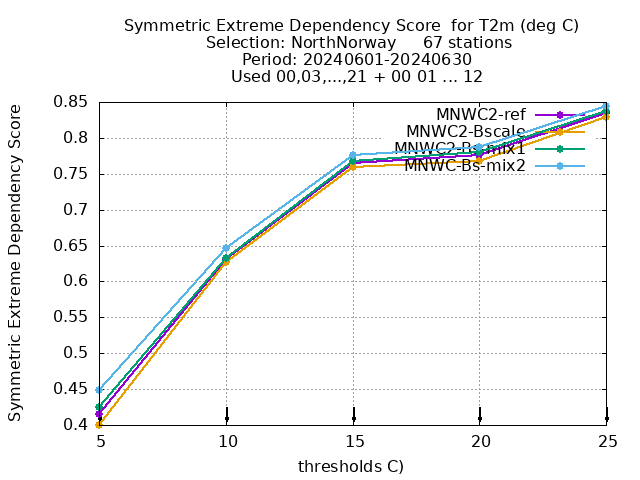 Symmetric Extreme Dependency Score  for T2m (deg C)
Selection: NorthNorway     67 stations
Period: 20240601-20240630
Used 00,03,...,21 + 00 01 ... 12
Symmetric Extreme Dependency Score
0.85
0.8
0.75
0.7
0.65
0.6
0.55
0.5
0.45
0.4
MNWC2-ref
MNWC2-Bscale
MNWC2-Bs-mix1
MNWC-Bs-mix2
5 10 15 20 25
thresholds C)